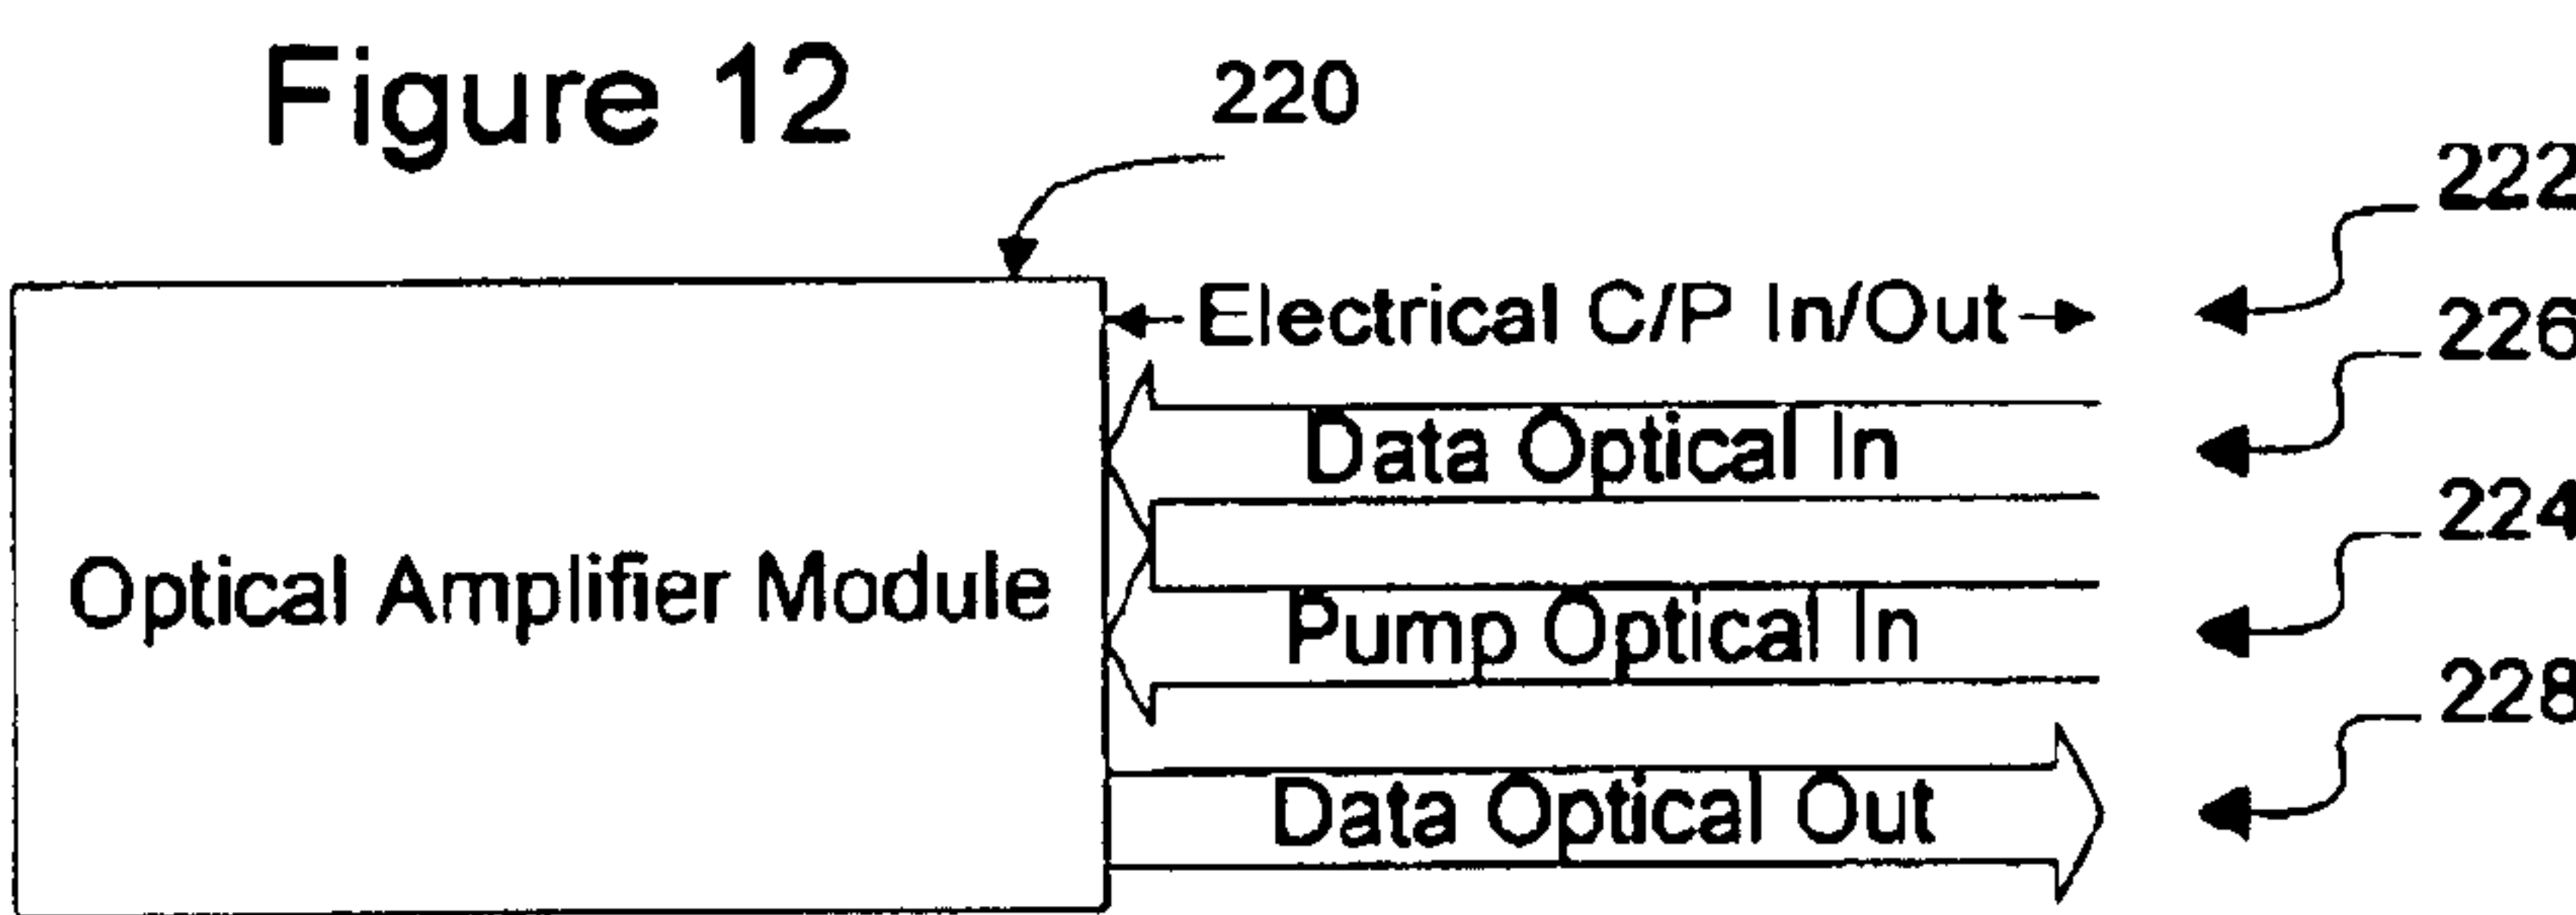 Figure 12
220
222
Electrical C/P In/Out
226
Data Optical In
224
Optical Amplifier Module
Pump Optical In
228
Data Optical Out